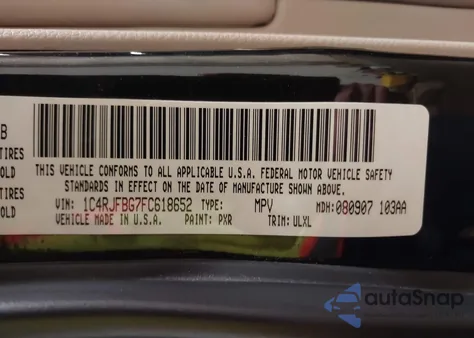 B
TIRES
OLD
TIRES
OLD
THIS VEHICLE CONFORMS TO ALL APPLICABLE U.S.A. FEDERAL MOTOR VEHICLE SAFETY
STANDARDS IN EFFECT ON THE DATE OF MANUFACTURE SHOWN ABOVE.
VIN: 1C4RJFBG7FC618652 TYPE: MPV MDH: 080907 103AA
VEHICLE MADE IN U.S.A. PAINT: PXR TRIM: ULXL
autoSnap